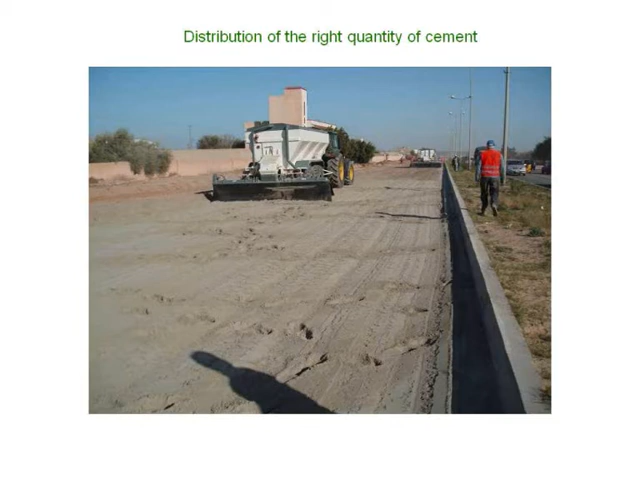 Distribution of the right quantity of cement